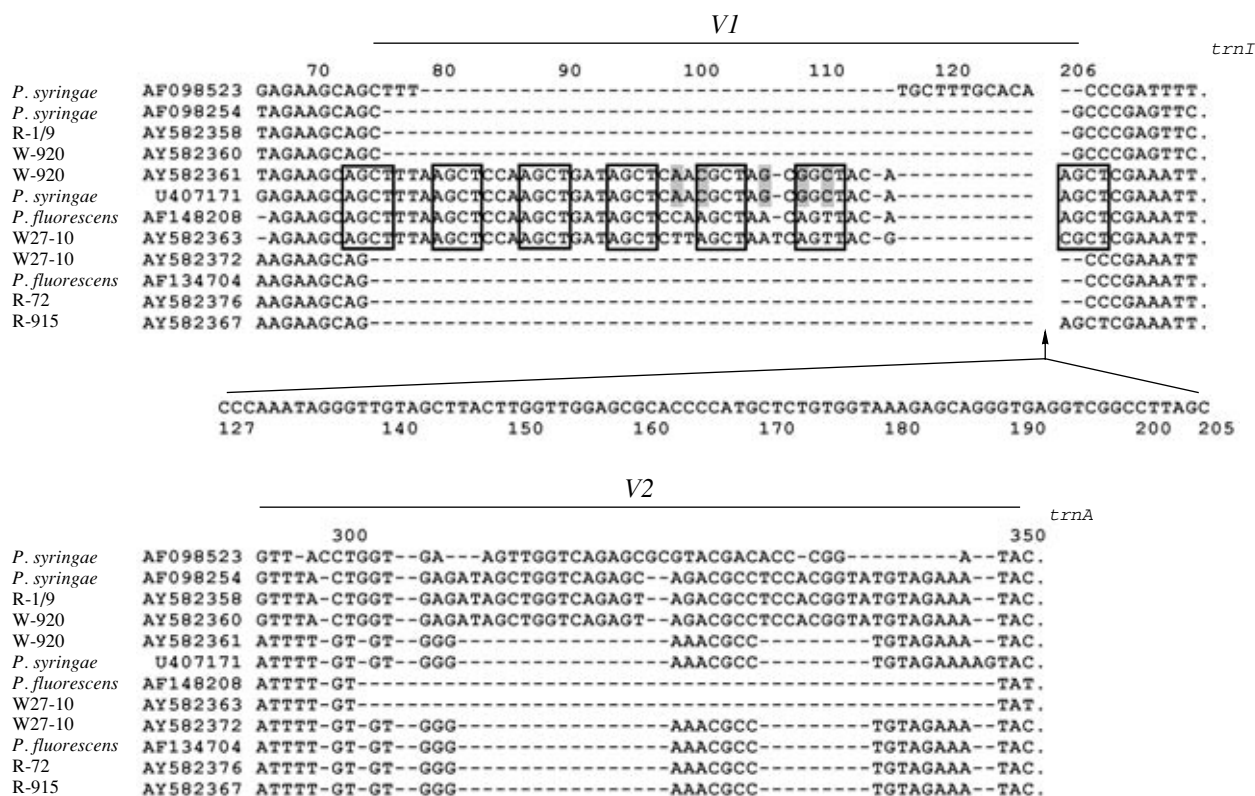 V1
trnI
70 80 90 100 110 120 206
P. syringae AF098523 GAGAAGCAGCTTT--------------------------------------TGCTTTGCACA --CCCGATTTT.
P. syringae AF098254 TAGAAGCAGC---------------------------------------------------- -GCCCGAGTTC.
R-1/9 AY582358 TAGAAGCAGC---------------------------------------------------- -GCCCGAGTTC.
W-920 AY582360 TAGAAGCAGC---------------------------------------------------- -GCCCGAGTTC.
W-920 AY582361 TAGAAGCAGCTTTAAGCTCCAAGCTGATAGCTCAACGCTAG-CGGCTAC-A----------- AGCTCGAAATT.
P. syringae U407171 GAGAAGCAGCTTTAAGCTCCAAGCTGATAGCTCAACGCTAG-CGGCTAC-A----------- AGCTCGAAATT.
P. fluorescens AF148208 -AGAAGCAGCTTTAAGCTCCAAGCTGATAGCTCCAAGCTAA-CAGTTAC-A----------- AGCTCGAAATT.
W27-10 AY582363 -AGAAGCAGCTTTAAGCTCCAAGCTGATAGCTCTTAGCTAATCAGTTAC-G----------- CGCTCGAAATT.
W27-10 AY582372 AAGAAGCAG----------------------------------------------------- --CCCGAAATT.
P. fluorescens AF134704 AAGAAGCAG----------------------------------------------------- --CCCGAAATT.
R-72 AY582376 AAGAAGCAG----------------------------------------------------- --CCCGAAATT.
R-915 AY582367 AAGAAGCAG----------------------------------------------------- AGCTCGAAATT.
CCCAAATAGGGTTGTAGCTTACTTGGTTGGAGCGCACCCCATGCTCTGTGGTAAAGAGCAGGGTGAGGTCGGCCTTAGC
127 140 150 160 170 180 190 200 205
V2
trnA
300 350
P. syringae AF098523 GTT-ACCTGGT--GA---AGTTGGTCAGAGCGCGTACGACACC-CGG---------A--TAC.
P. syringae AF098254 GTTTA-CTGGT--GAGATAGCTGGTCAGAGC--AGACGCCTCCACGGTATGTAGAAA--TAC.
R-1/9 AY582358 GTTTA-CTGGT--GAGATAGCTGGTCAGAGT--AGACGCCTCCACGGTATGTAGAAA--TAC.
W-920 AY582360 GTTTA-CTGGT--GAGATAGCTGGTCAGAGT--AGACGCCTCCACGGTATGTAGAAA--TAC.
W-920 AY582361 ATTTT-GT-GT--GGG-----------------AAACGCC---------TGTAGAAA--TAC.
P. syringae U407171 ATTTT-GT-GT--GGG-----------------AAACGCC---------TGTAGAAAAGTAC.
P. fluorescens AF148208 ATTTT-GT---------------------------------------------------TAT.
W27-10 AY582363 ATTTT-GT---------------------------------------------------TAT.
W27-10 AY582372 ATTTT-GT-GT--GGG-----------------AAACGCC---------TGTAGAAA--TAC.
P. fluorescens AF134704 ATTTT-GT-GT--GGG-----------------AAACGCC---------TGTAGAAA--TAC.
R-72 AY582376 ATTTT-GT-GT--GGG-----------------AAACGCC---------TGTAGAAA--TAC.
R-915 AY582367 ATTTT-GT-GT--GGG-----------------AAACGCC---------TGTAGAAA--TAC.